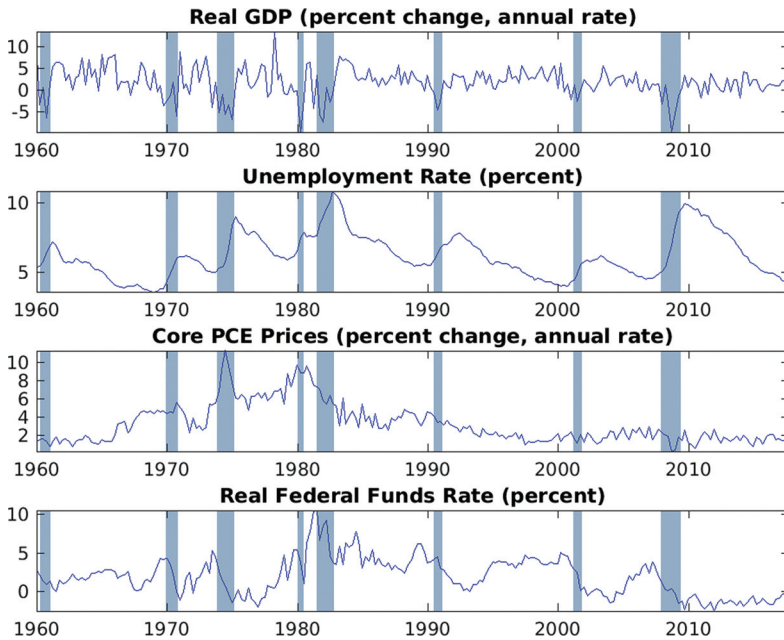 Real GDP (percent change, annual rate)
10
5
0
-5
1960 1970 1980 1990 2000 2010
Unemployment Rate (percent)
10
5
1960 1970 1980 1990 2000 2010
Core PCE Prices (percent change, annual rate)
10
8
6
4
2
1960 1970 1980 1990 2000 2010
Real Federal Funds Rate (percent)
10
5
0
1960 1970 1980 1990 2000 2010